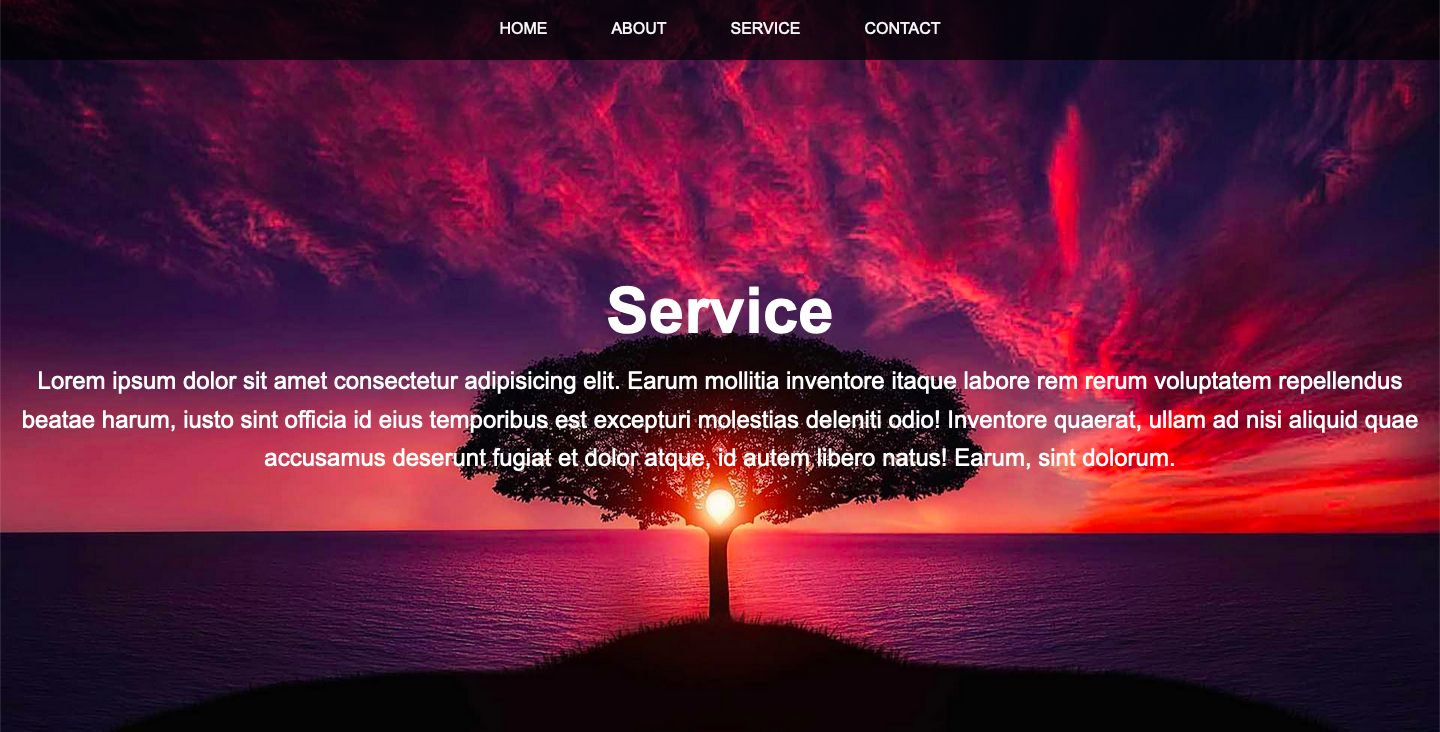 HOME ABOUT SERVICE CONTACT
Service
Lorem ipsum dolor sit amet consectetur adipisicing elit. Earum mollitia inventore itaque labore rem rerum voluptatem repellendus
beatae harum, iusto sint officia id eius temporibus est excepturi molestias deleniti odio! Inventore quaerat, ullam ad nisi aliquid quae
accusamus deserunt fugiat et dolor atque, id autem libero natus! Earum, sint dolorum.